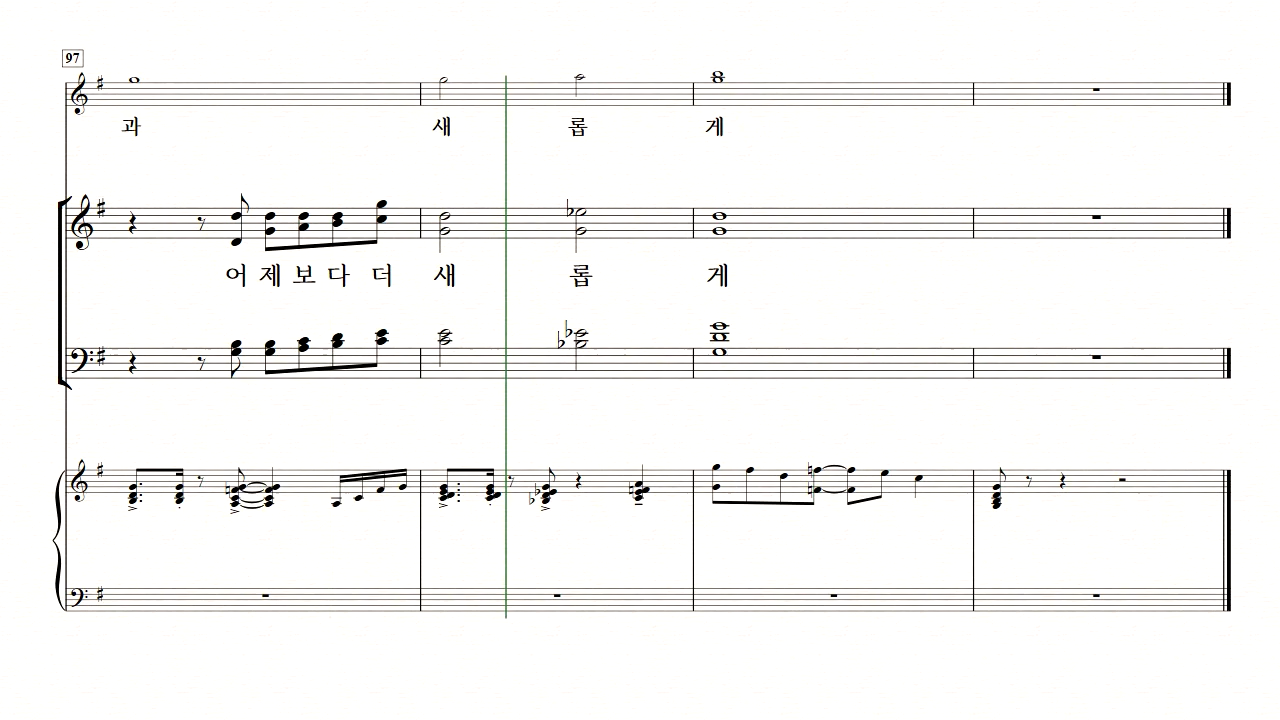 97
과 새 롭 게
어 제 보 다 더 새 롭 게